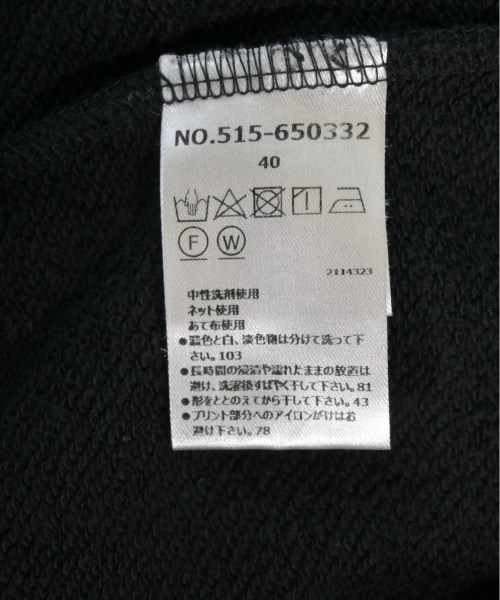 NO.515-650332
40
F W
2114323
中性洗剤使用
ネット使用
あて布使用
●濃色と白、淡色物は分けて洗って下
さい。103
●長時間の浸漬や濡れたままの放置は
避け、洗濯後すばやく干して下さい。81
●形をととのえてから干して下さい。43
●プリント部分へのアイロンがけはお
避け下さい。78